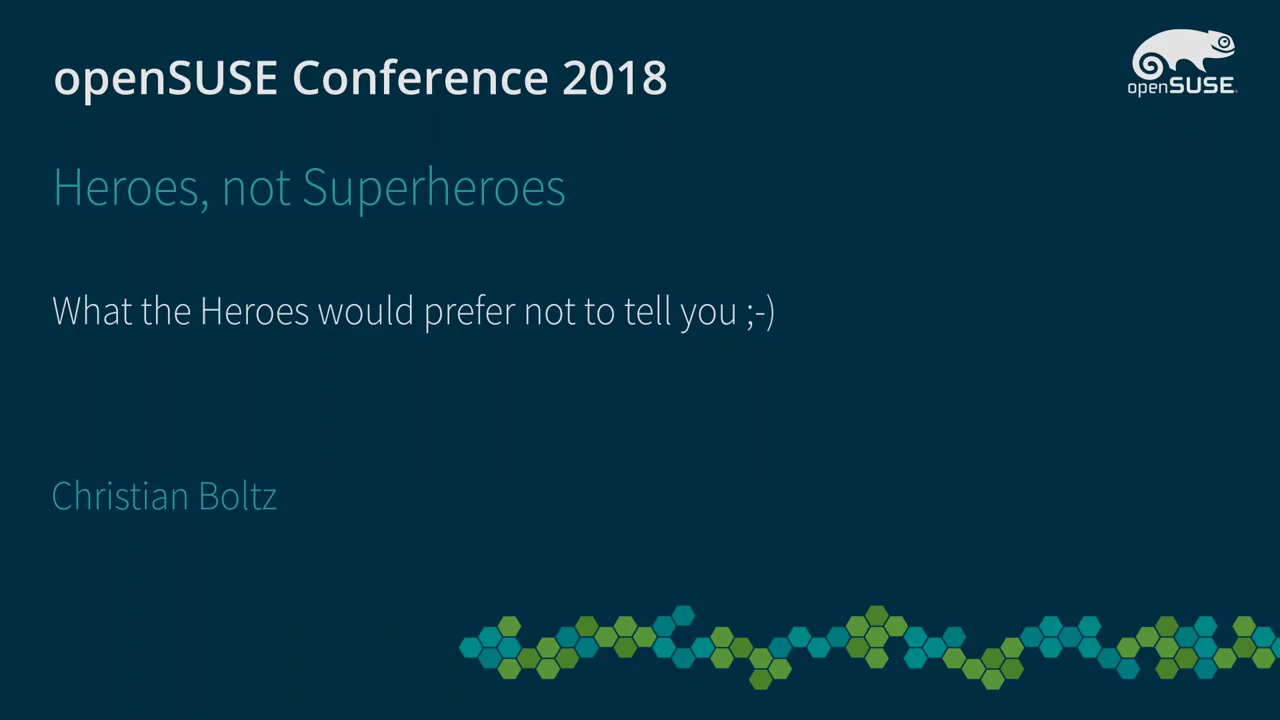 openSUSE Conference 2018
openSUSE
Heroes, not Superheroes
What the Heroes would prefer not to tell you ;-)
Christian Boltz